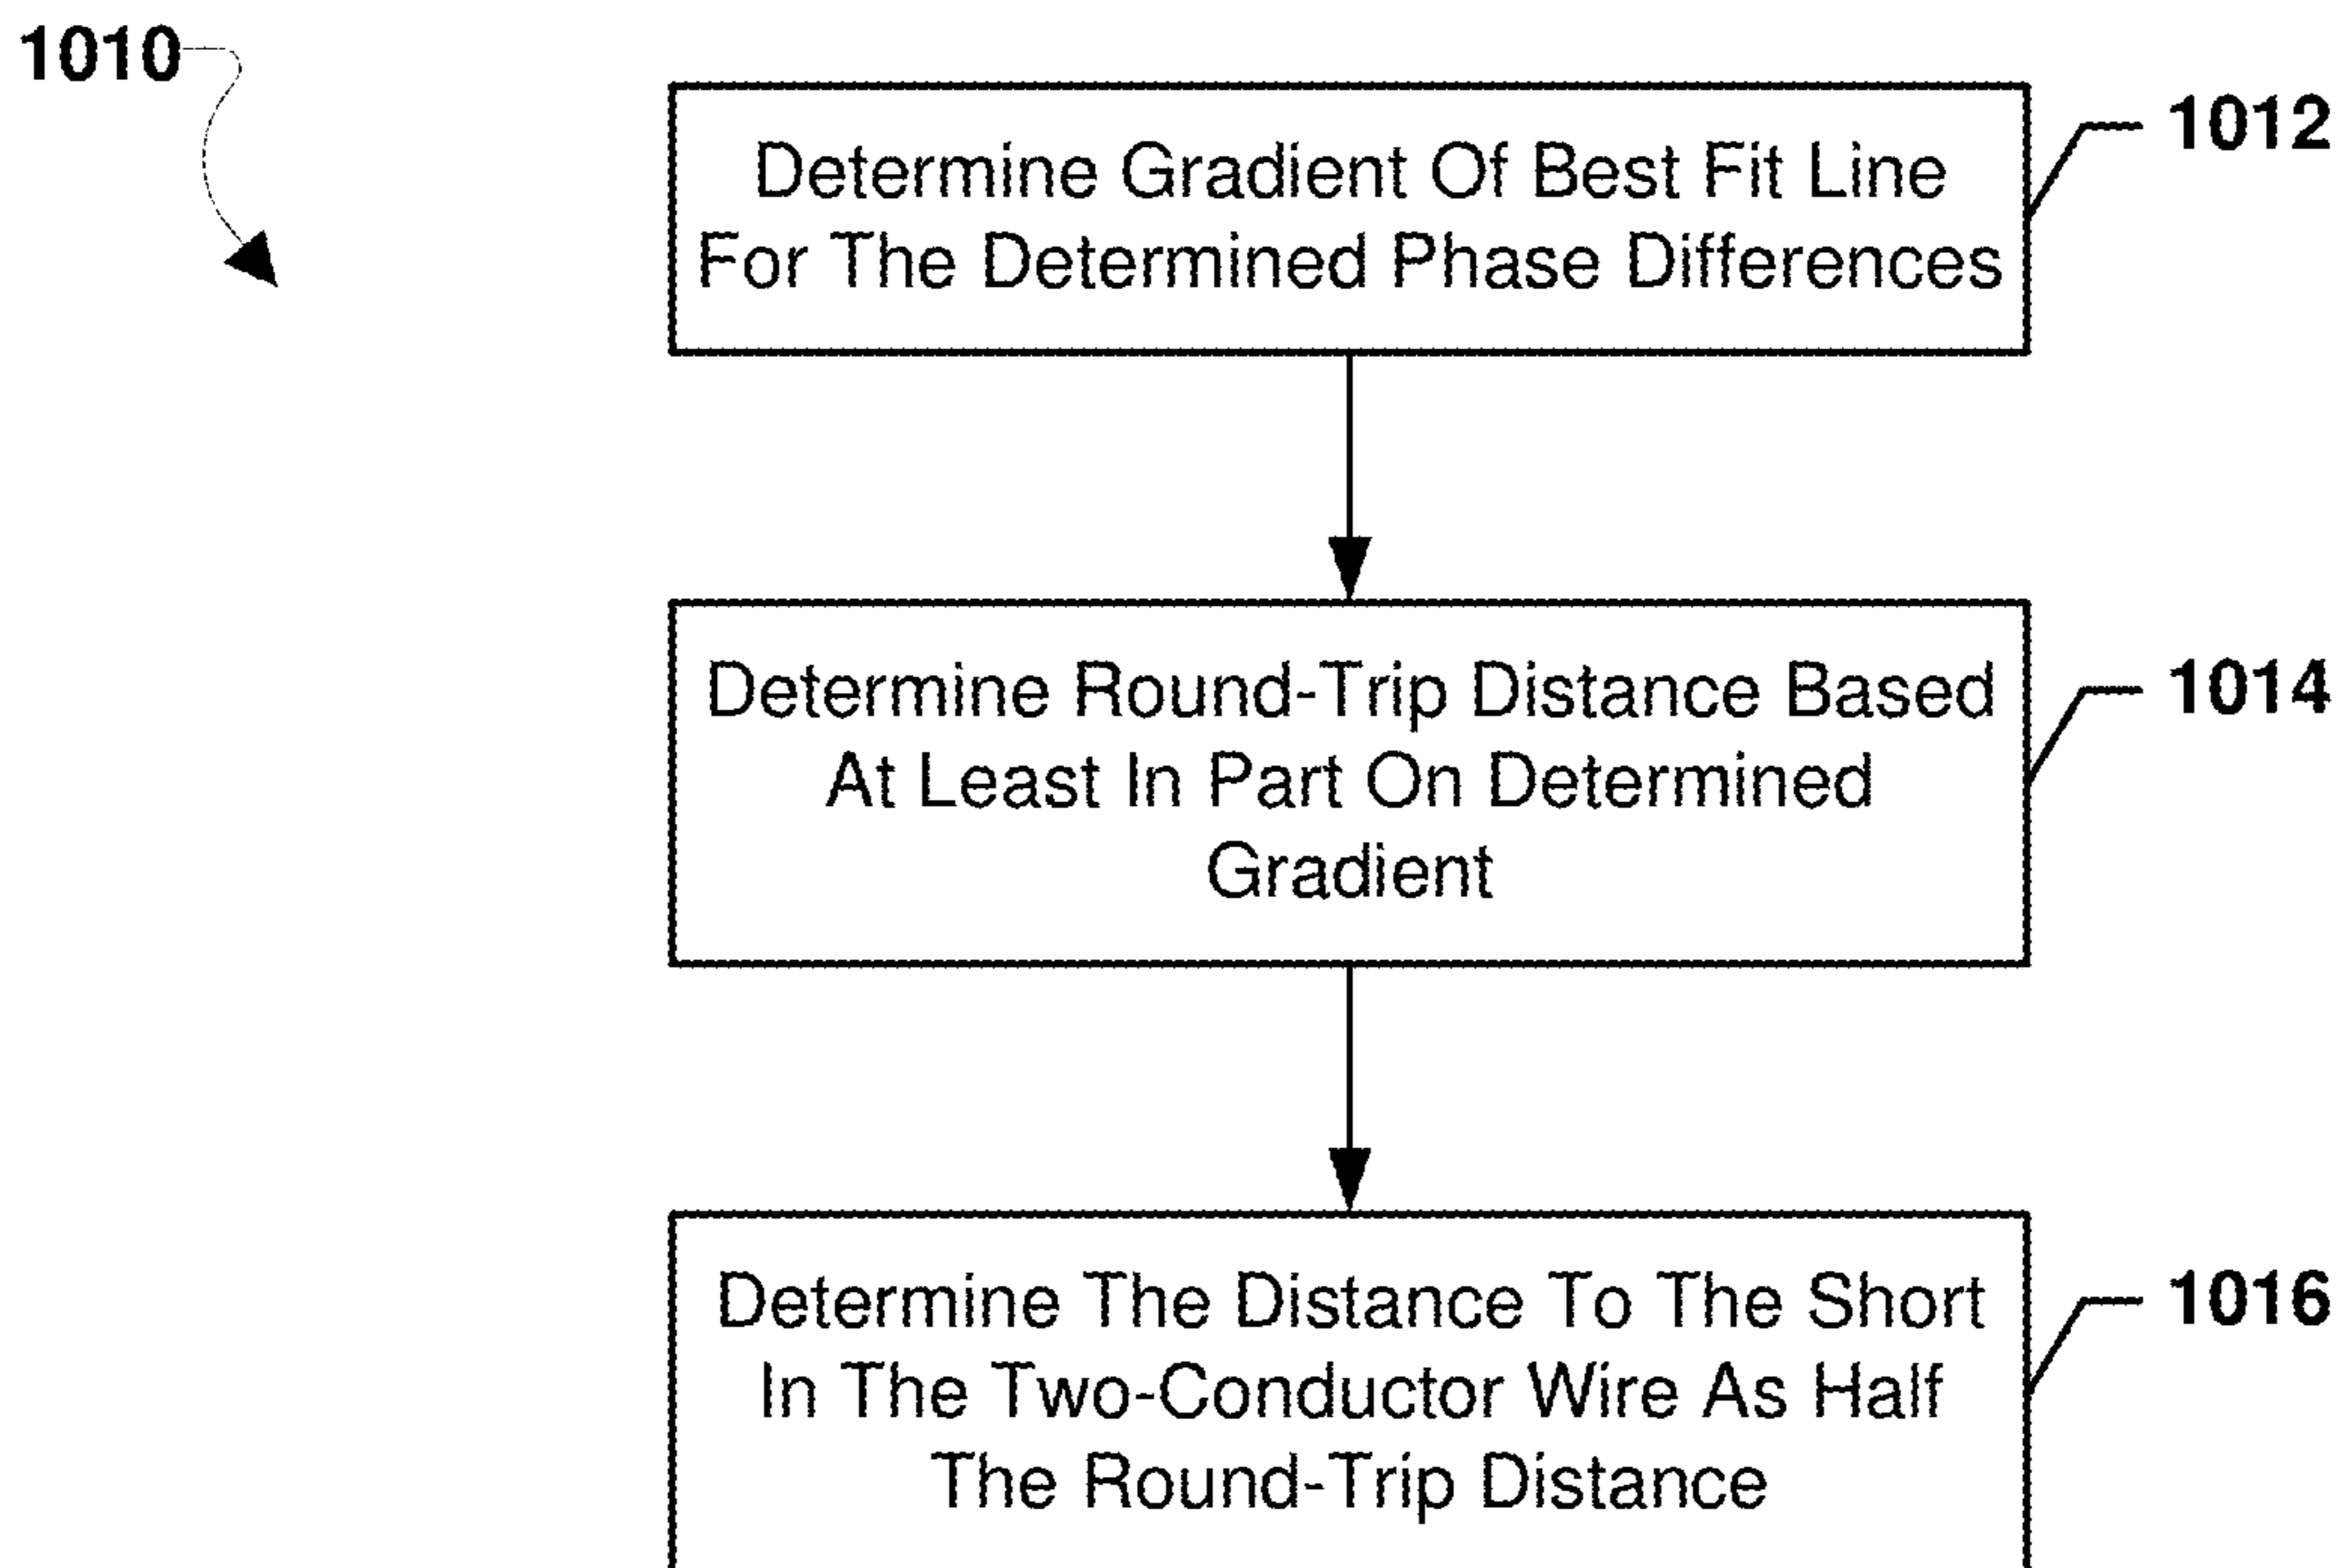 1010
Determine Gradient Of Best Fit Line
For The Determined Phase Differences
1012
Determine Round-Trip Distance Based
At Least In Part On Determined
Gradient
1014
Determine The Distance To The Short
In The Two-Conductor Wire As Half
The Round-Trip Distance
1016